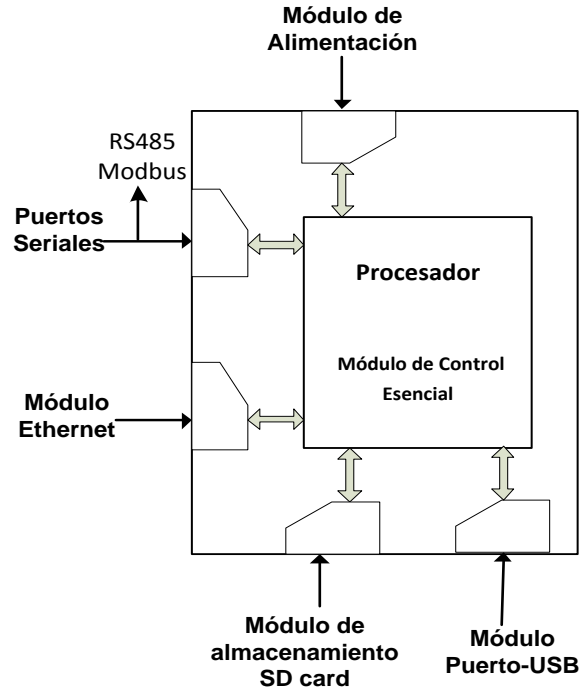 Módulo de
Alimentación
RS485
Modbus
Puertos
Seriales
Procesador
Módulo de Control
Esencial
Módulo
Ethernet
Módulo de
almacenamiento
SD card
Módulo
Puerto-USB